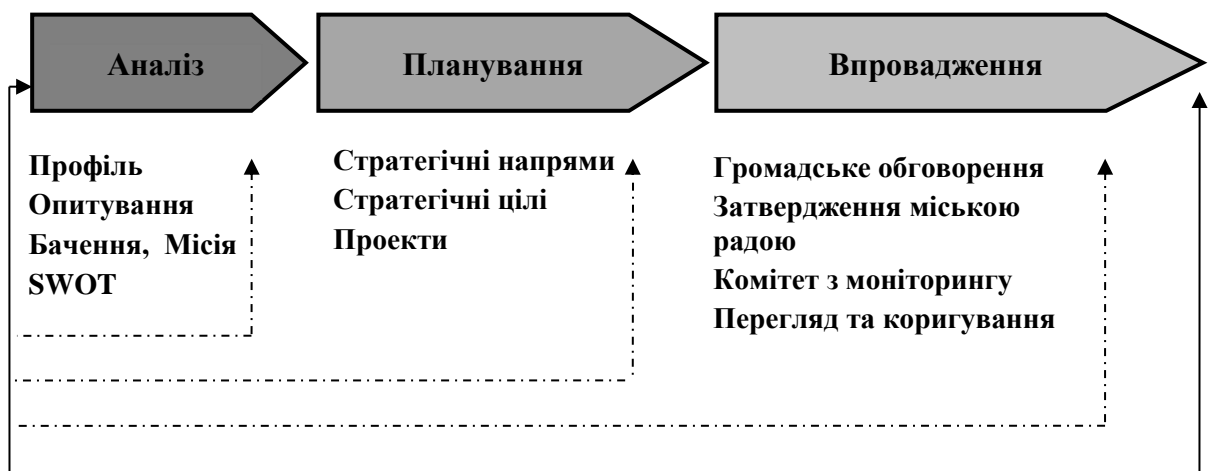 Аналіз
Планування
Впровадження
Профіль
Опитування
Бачення, Місія
SWOT
Стратегічні напрями
Стратегічні цілі
Проекти
Громадське обговорення
Затвердження міською
радою
Комітет з моніторингу
Перегляд та коригування